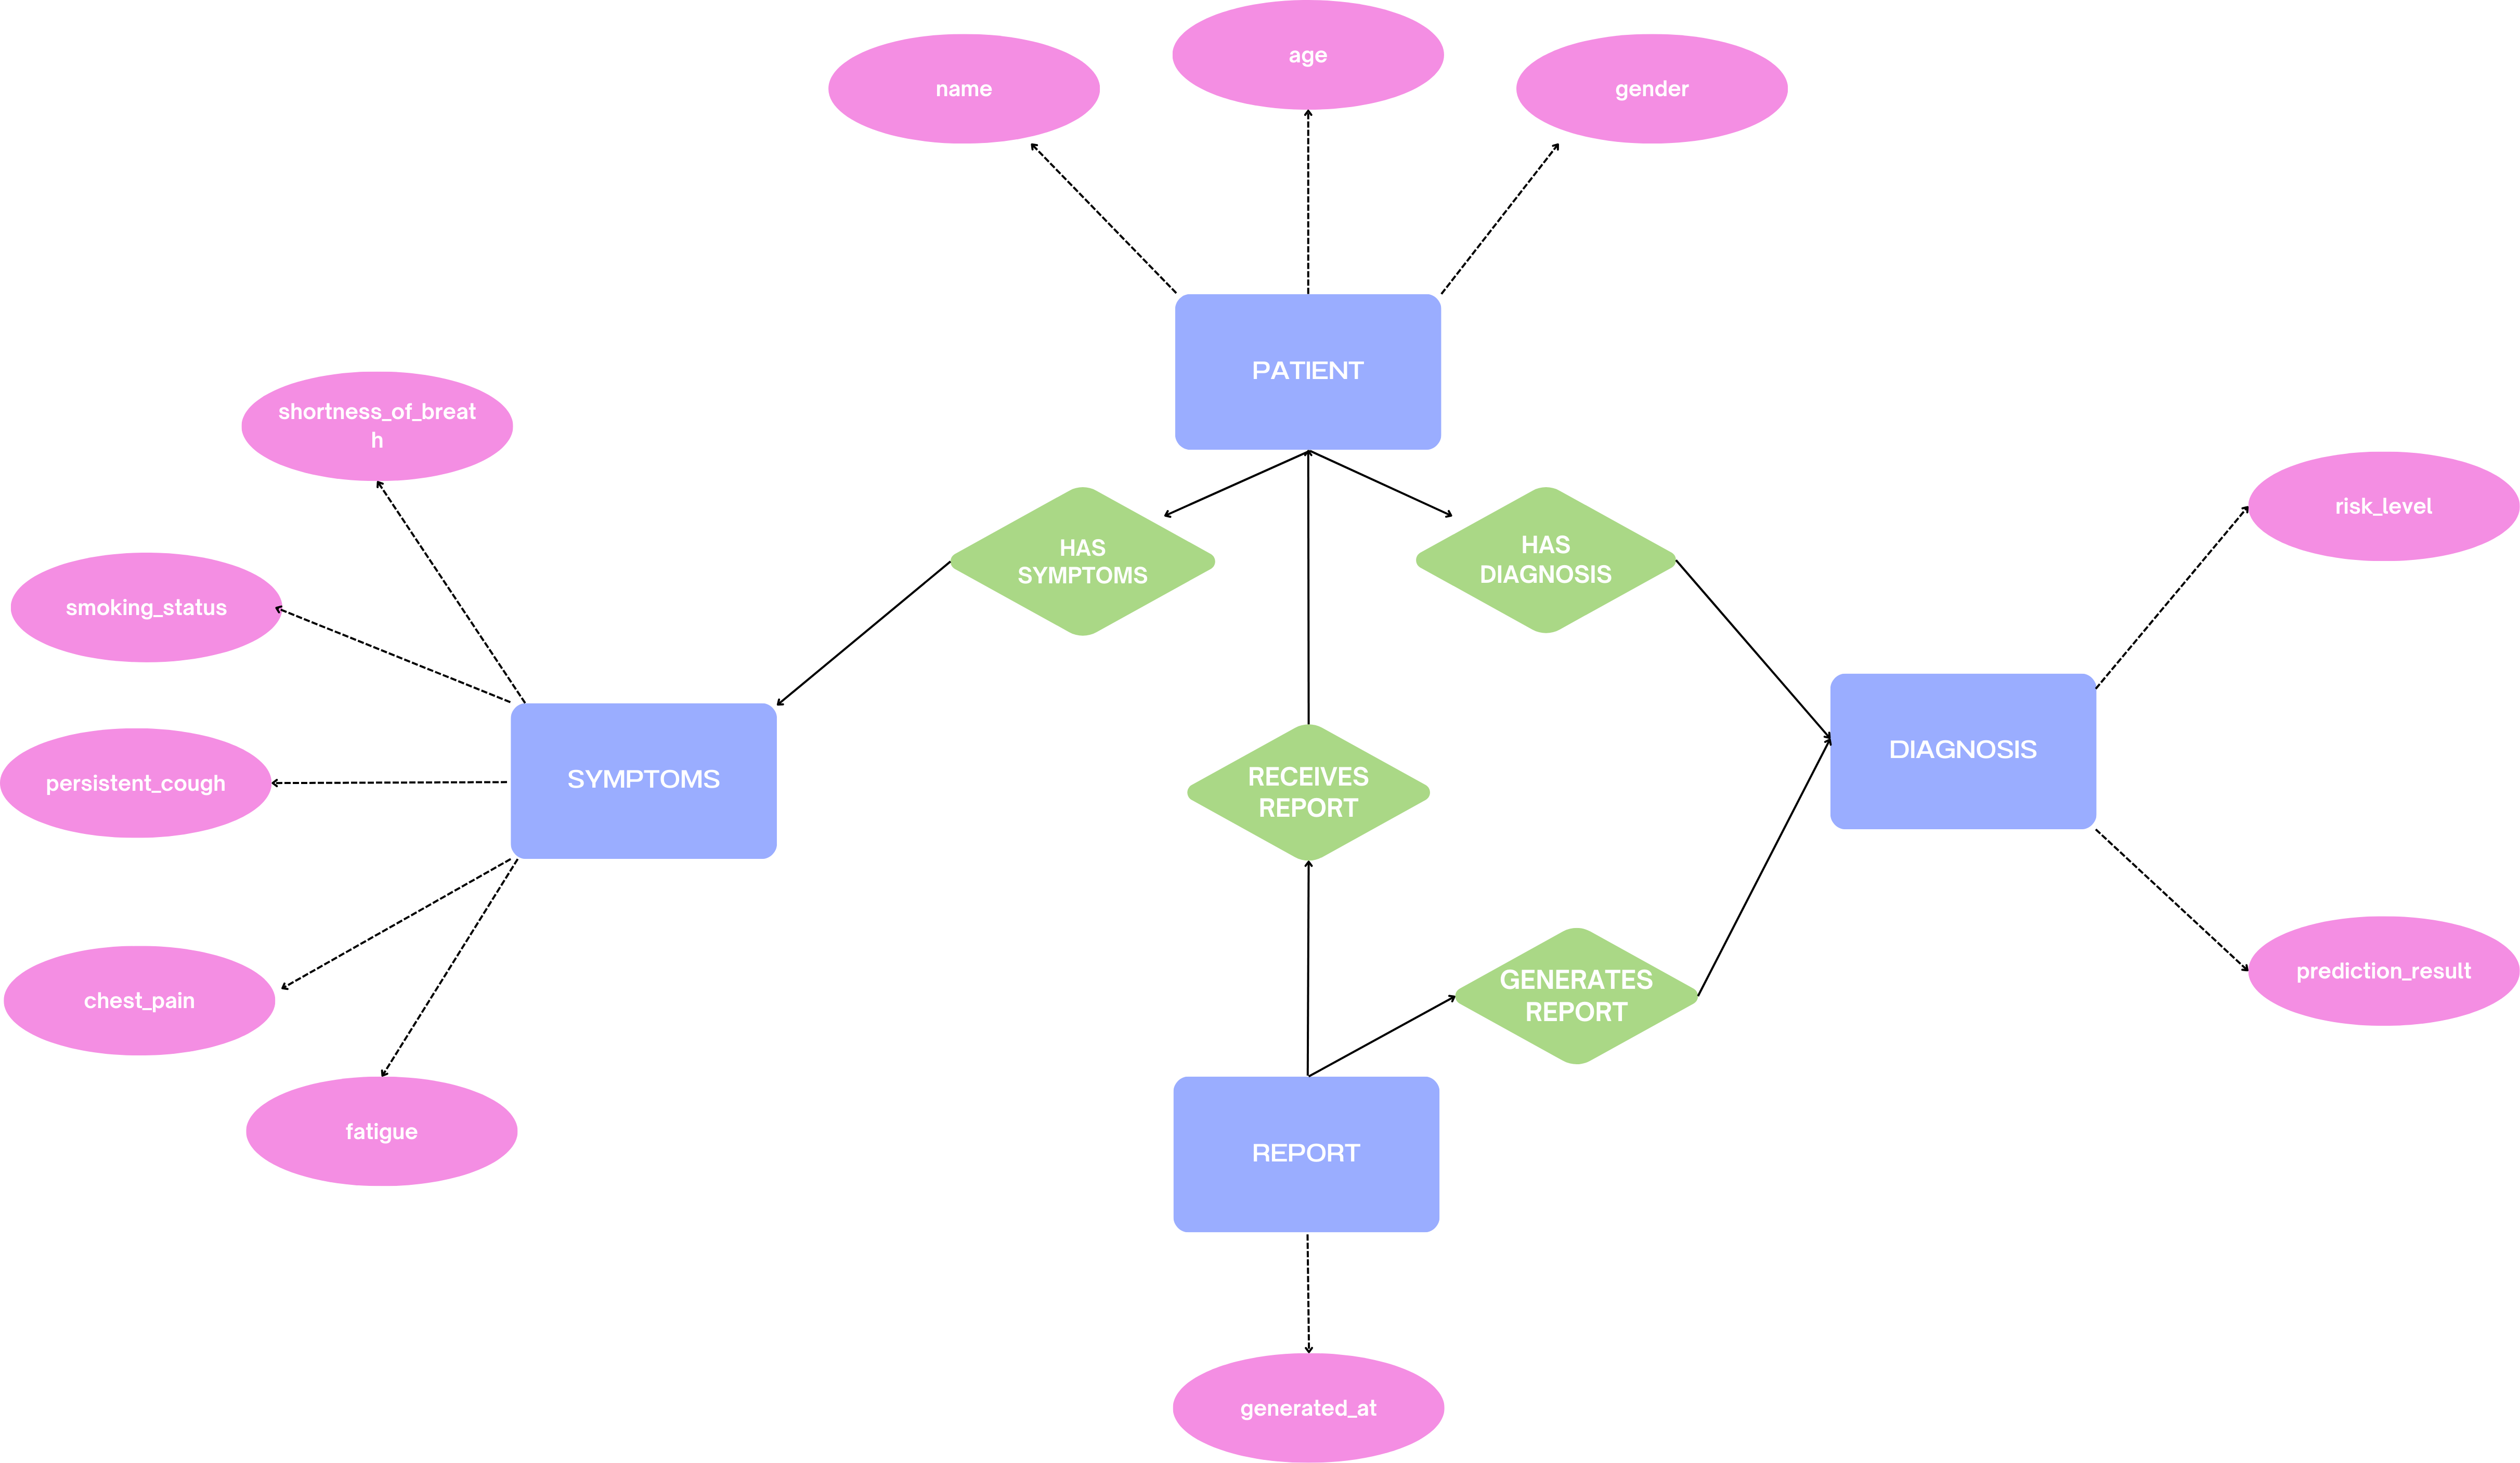 age
name
gender
PATIENT
shortness_of_breat
h
risk_level
HAS
SYMPTOMS
HAS
DIAGNOSIS
smoking_status
DIAGNOSIS
SYMPTOMS
persistent_cough
RECEIVES
REPORT
prediction_result
GENERATES
REPORT
chest_pain
fatigue
REPORT
generated_at